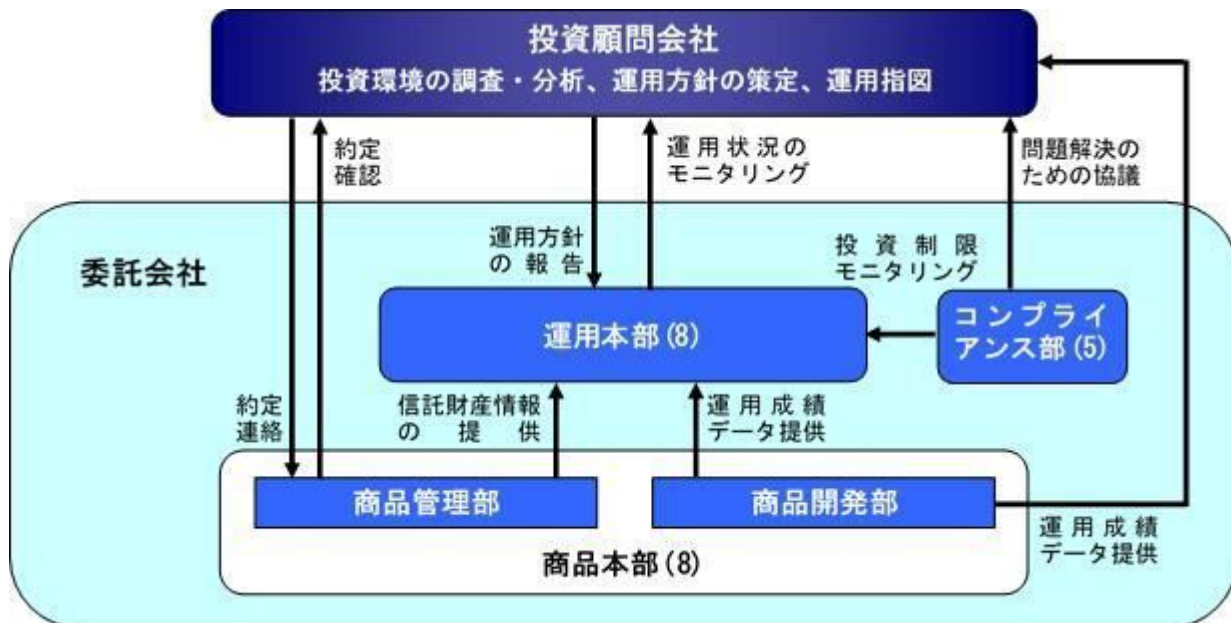 投資顧問会社
投資環境の調査・分析、運用方針の策定、運用指図
約定
確認
運用状況の
モニタリング
問題解決の
ための協議
委託会社
運用方針
の報告
投資制限
モニタリング
運用本部(8)
コンプライ
アンス部(5)
約定
連絡
信託財産情報
の提供
運用成績
データ提供
商品管理部
商品開発部
商品本部(8)
運用成績
データ提供